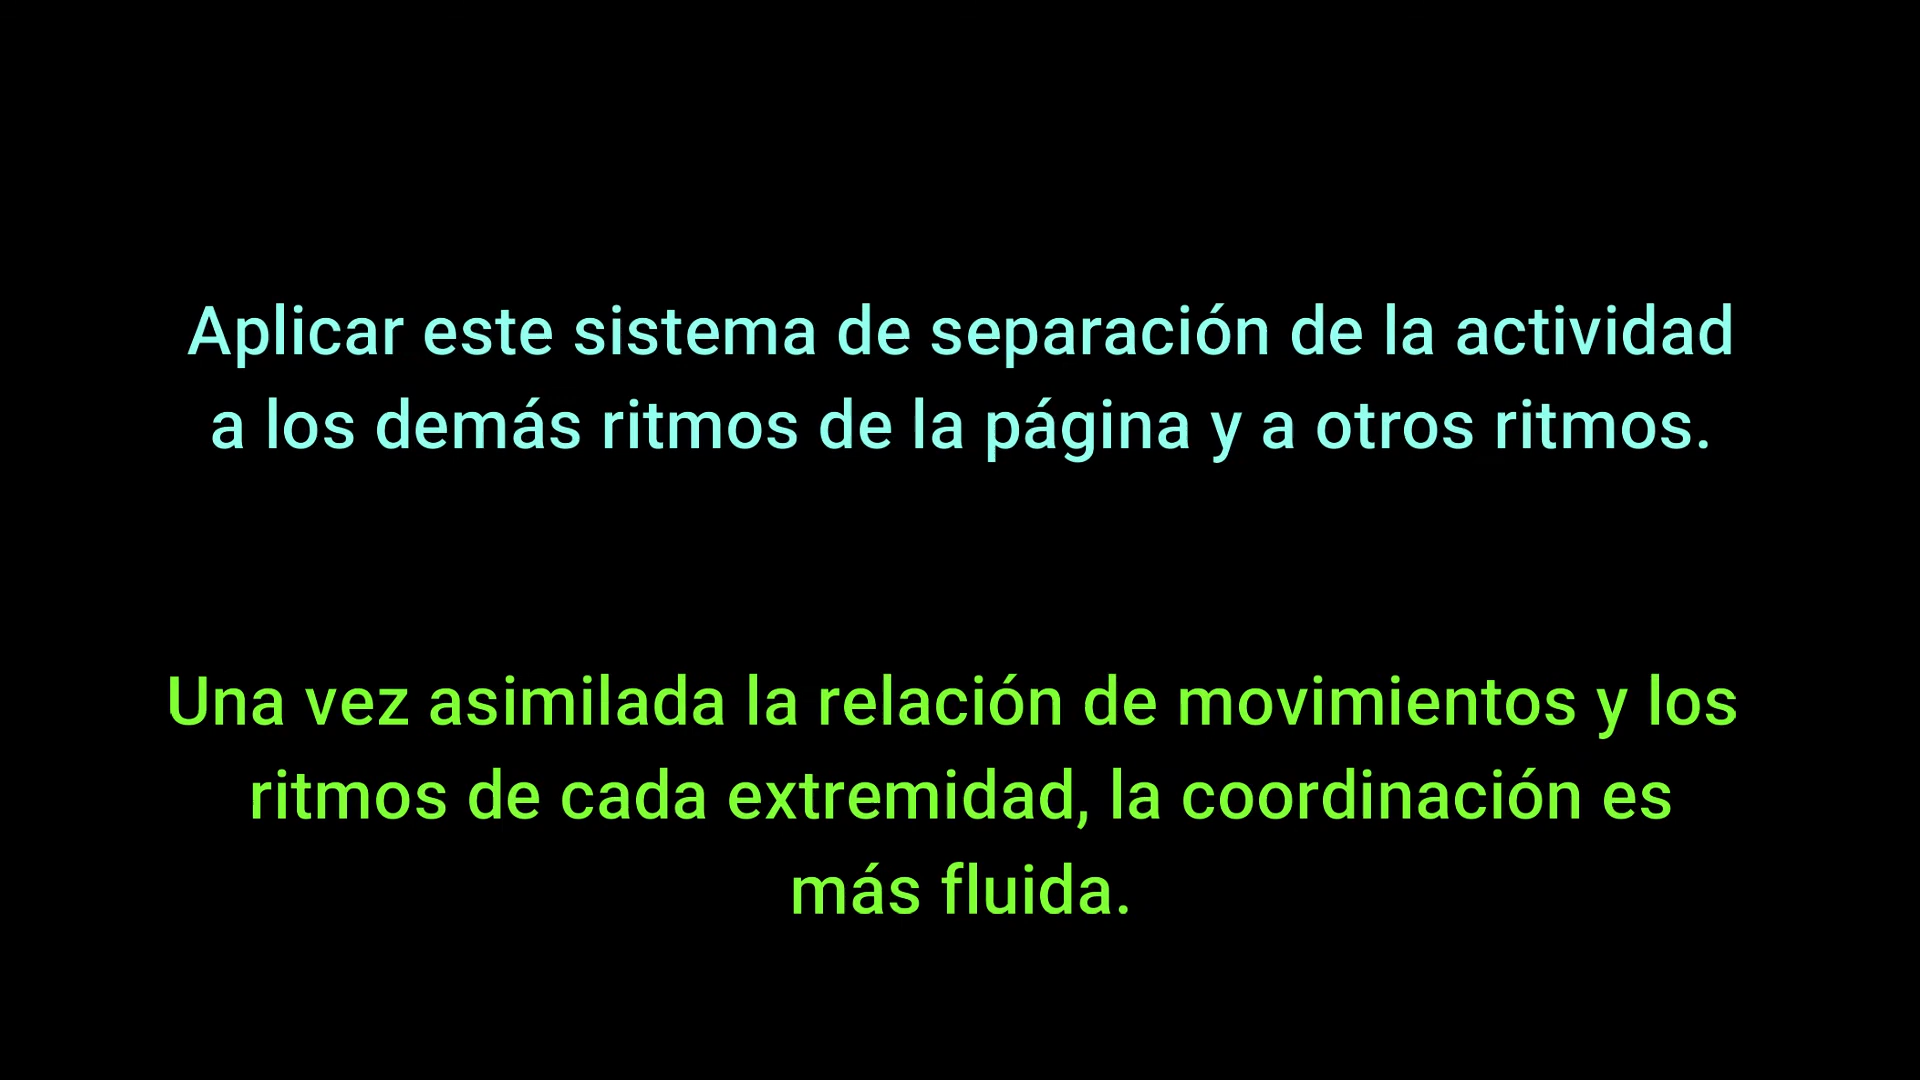 Aplicar este sistema de separación de la actividad
a los demás ritmos de la página y a otros ritmos.
Una vez asimilada la relación de movimientos y los
ritmos de cada extremidad, la coordinación es
más fluida.